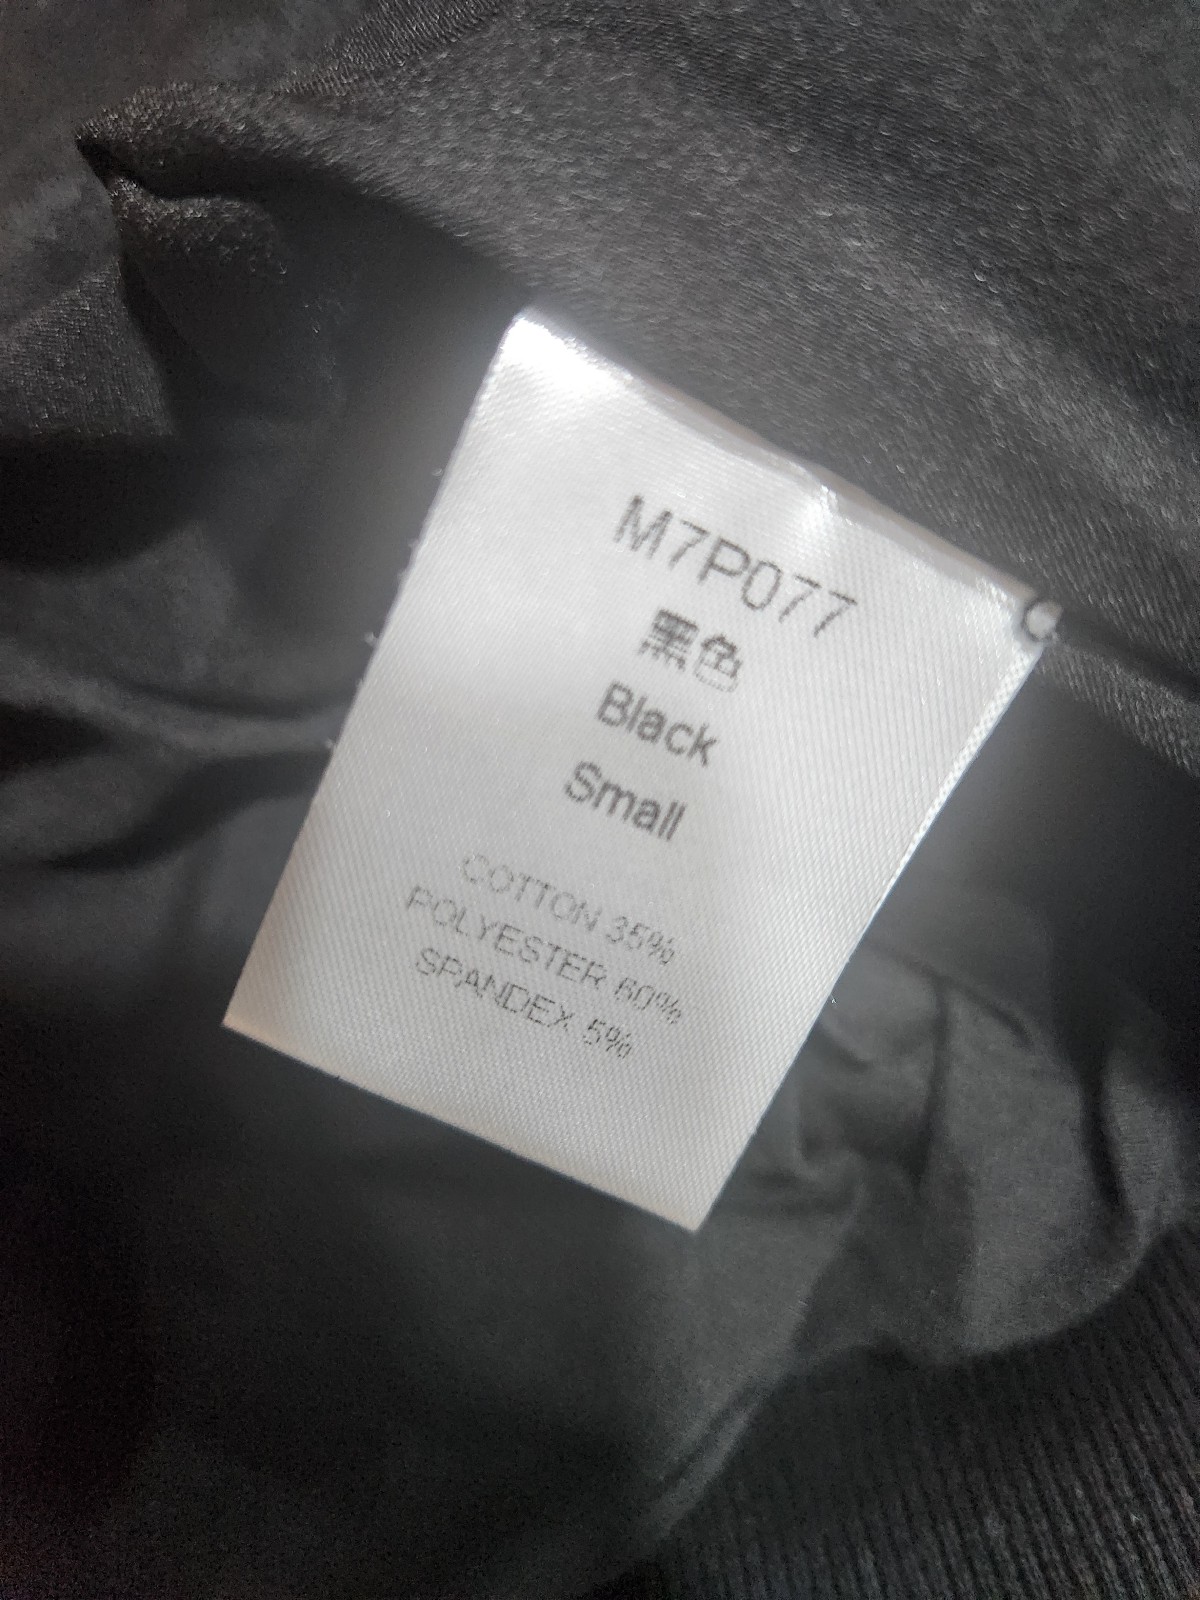 M7P077
黑色
Black
Small
COTTON 35%
POLYESTER 60%
SPANDEX 5%